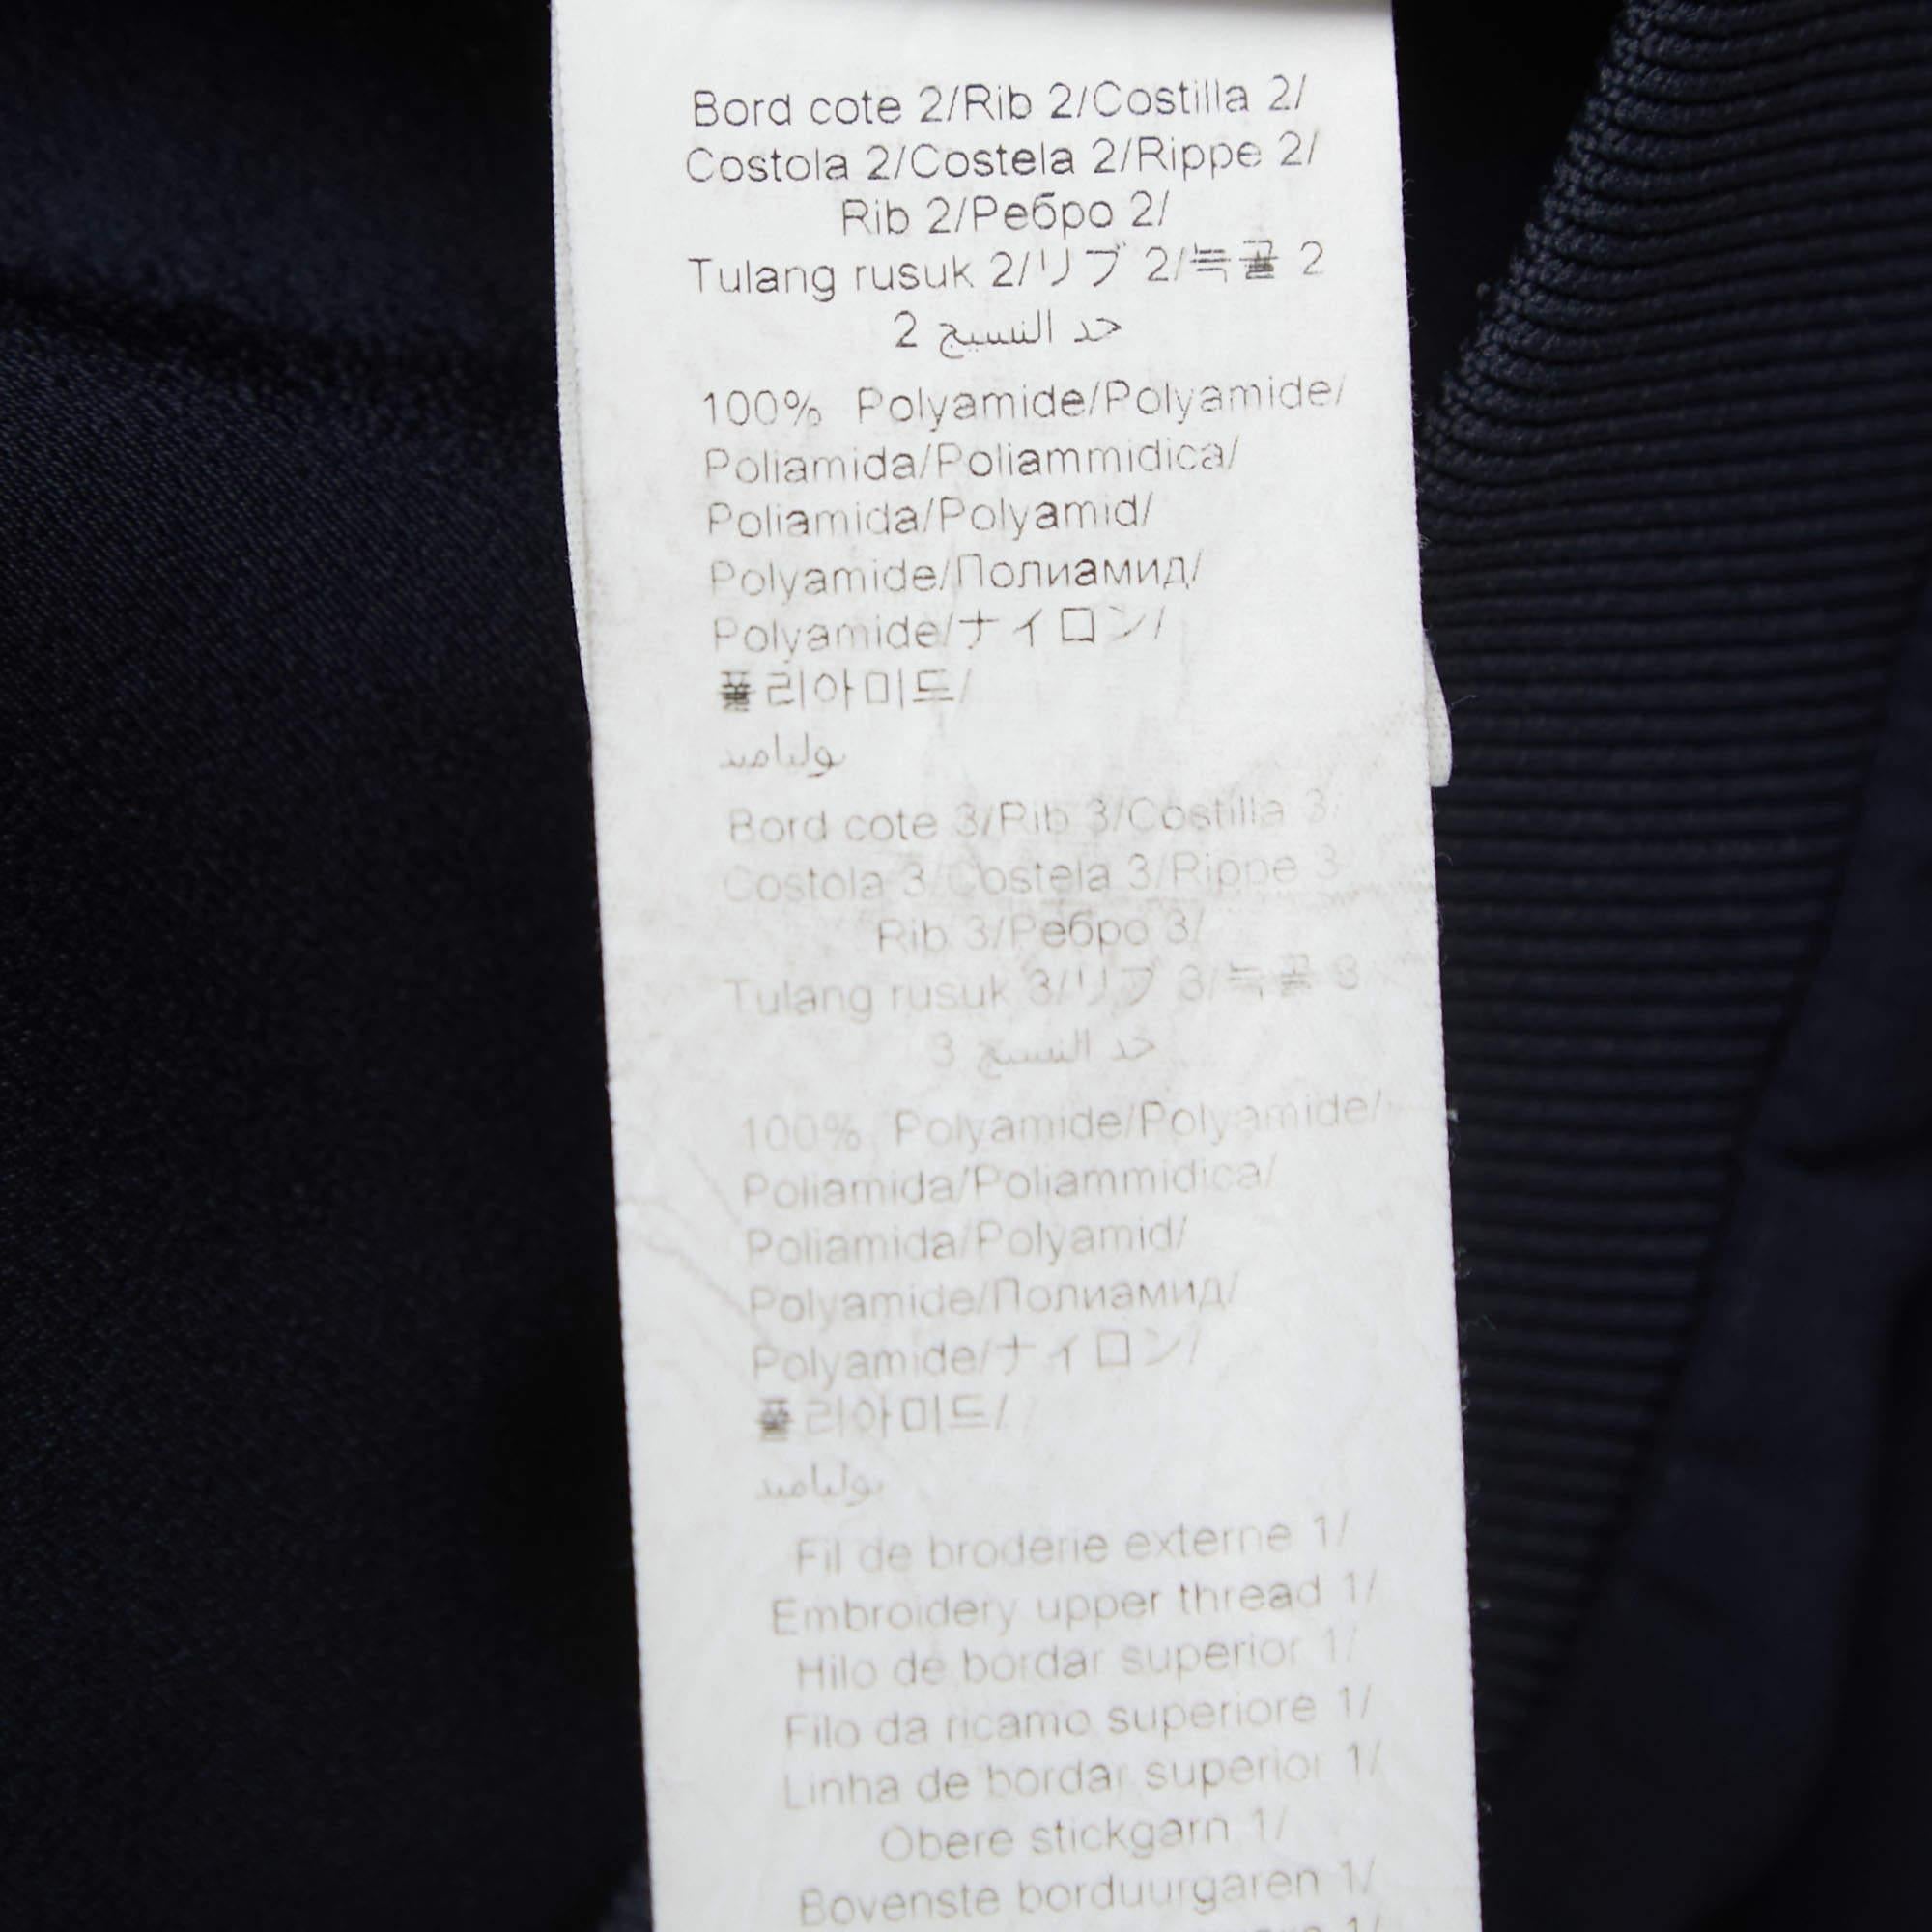 Bord cote 2/Rib 2/Costilla 2/
Costola 2/Costela 2/Rippe 2/
Rib 2/Ребро 2/
Tulang rusuk 2/リブ 2/늑골 2
حد النسيج 2
100% Polyamide/Polyamide/
Poliamida/Poliammidica/
Poliamida/Polyamid/
Polyamide/Полиамид/
Polyamide/ナイロン/
폴리아미드/
بولياميد
Bord cote 3/Rib 3/Costilla 3/
Costola 3/Costela 3/Rippe 3
Rib 3/Ребро 3/
Tulang rusuk 3/リブ 3/늑골 3
حد النسيج 3
100% Polyamide/Polyamide/
Poliamida/Poliammidica/
Poliamida/Polyamid/
Polyamide/Полиамид/
Polyamide/ナイロン/
폴리아미드/
بولياميد
Fil de broderie externe 1/
Embroidery upper thread 1/
Hilo de bordar superior 1/
Filo da ricamo superiore 1/
Linha de bordar superior 1/
Obere stickgarn 1/
Bovenste borduurgaren 1/